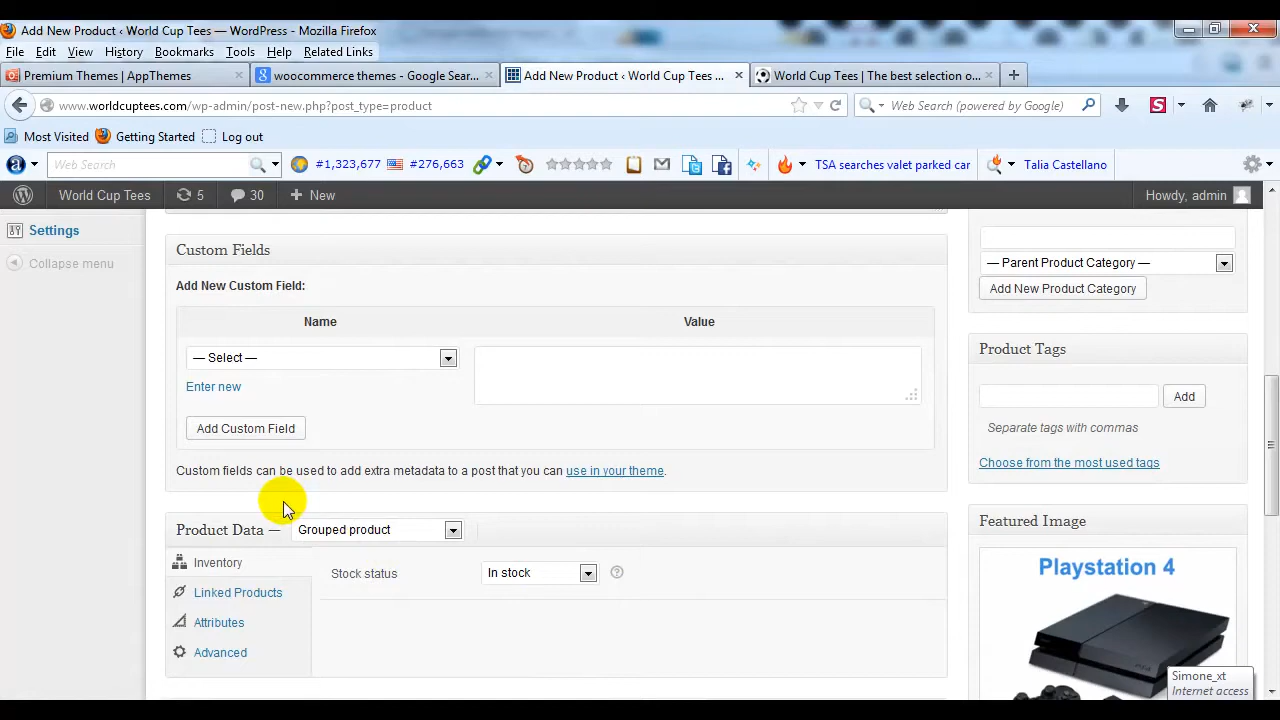 Add New Product ‹ World Cup Tees — WordPress - Mozilla Firefox
File Edit View History Bookmarks Tools Help Related Links
Premium Themes | AppThemes
woocommerce themes - Google Sear...
Add New Product ‹ World Cup Tees ...
World Cup Tees | The best selection o...
www.worldcuptees.com/wp-admin/post-new.php?post_type=product
Web Search (powered by Google)
Most Visited Getting Started Log out
Web Search #1,323,677 #276,663 TSA searches valet parked car Talia Castellano
World Cup Tees 5 30 New Howdy, admin
Settings
Collapse menu
Custom Fields
Add New Custom Field:
Name Value
— Select —
Enter new
Add Custom Field
Custom fields can be used to add extra metadata to a post that you can use in your theme.
Product Data — Grouped product
Inventory
Linked Products
Attributes
Advanced
Stock status In stock
— Parent Product Category —
Add New Product Category
Product Tags
Add
Separate tags with commas
Choose from the most used tags
Featured Image
Playstation 4
Simone_xt
Internet access